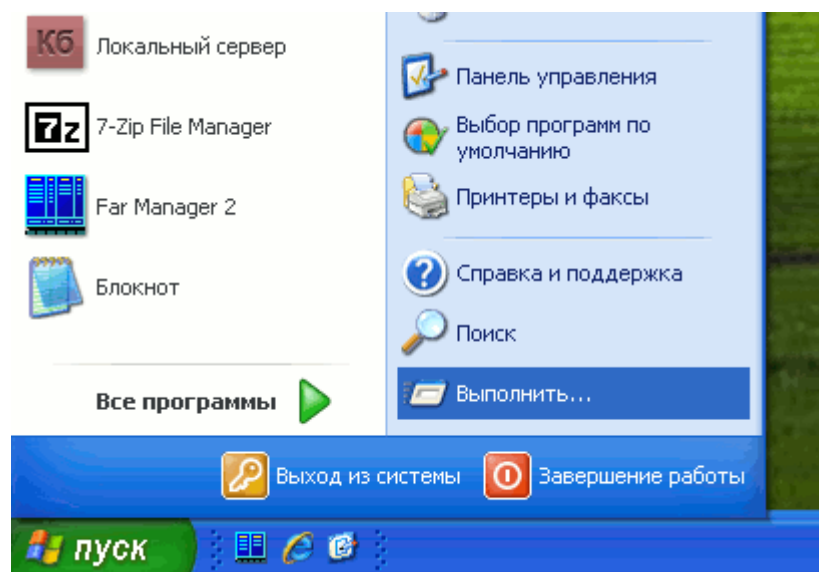 Кб Локальный сервер
7z 7-Zip File Manager
Far Manager 2
Блокнот
Все программы
Панель управления
Выбор программ по
умолчанию
Принтеры и факсы
Справка и поддержка
Поиск
Выполнить...
Выход из системы
Завершение работы
пуск